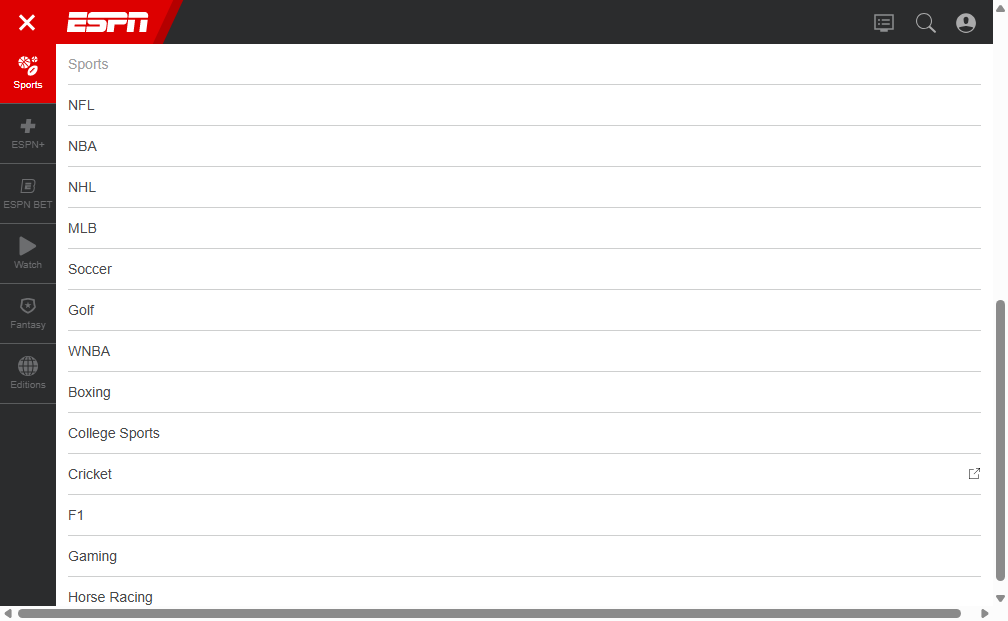 ESPN
Sports
ESPN+
ESPN BET
Watch
Fantasy
Editions
Sports
NFL
NBA
NHL
MLB
Soccer
Golf
WNBA
Boxing
College Sports
Cricket
F1
Gaming
Horse Racing